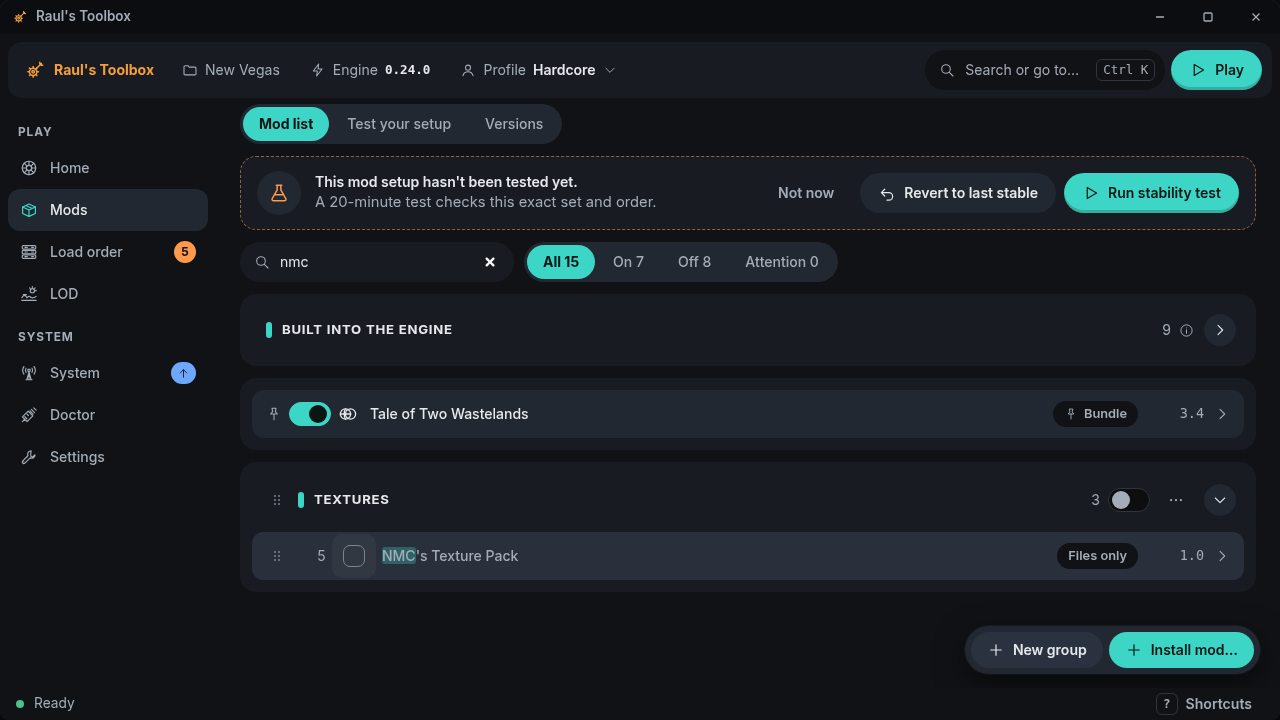 Raul's Toolbox
Raul's Toolbox
New Vegas
Engine 0.24.0
Profile Hardcore
Search or go to...
Ctrl K
Play
PLAY
Home
Mods
Load order
5
LOD
SYSTEM
System
Doctor
Settings
Mod list
Test your setup
Versions
This mod setup hasn't been tested yet.
A 20-minute test checks this exact set and order.
Not now
Revert to last stable
Run stability test
nmc
All 15
On 7
Off 8
Attention 0
BUILT INTO THE ENGINE
9
Tale of Two Wastelands
Bundle
3.4
TEXTURES
3
5
NMC's Texture Pack
Files only
1.0
New group
Install mod...
Ready
? Shortcuts